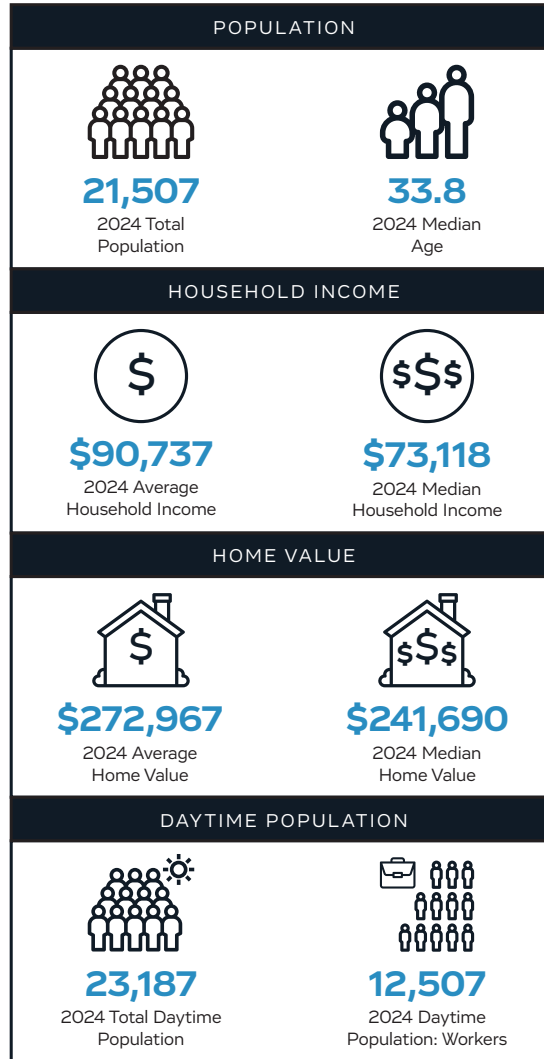 POPULATION
21,507
2024 Total
Population
33.8
2024 Median
Age
HOUSEHOLD INCOME
$
$90,737
2024 Average
Household Income
$$$
$73,118
2024 Median
Household Income
HOME VALUE
$
$272,967
2024 Average
Home Value
$$$
$241,690
2024 Median
Home Value
DAYTIME POPULATION
23,187
2024 Total Daytime
Population
12,507
2024 Daytime
Population: Workers